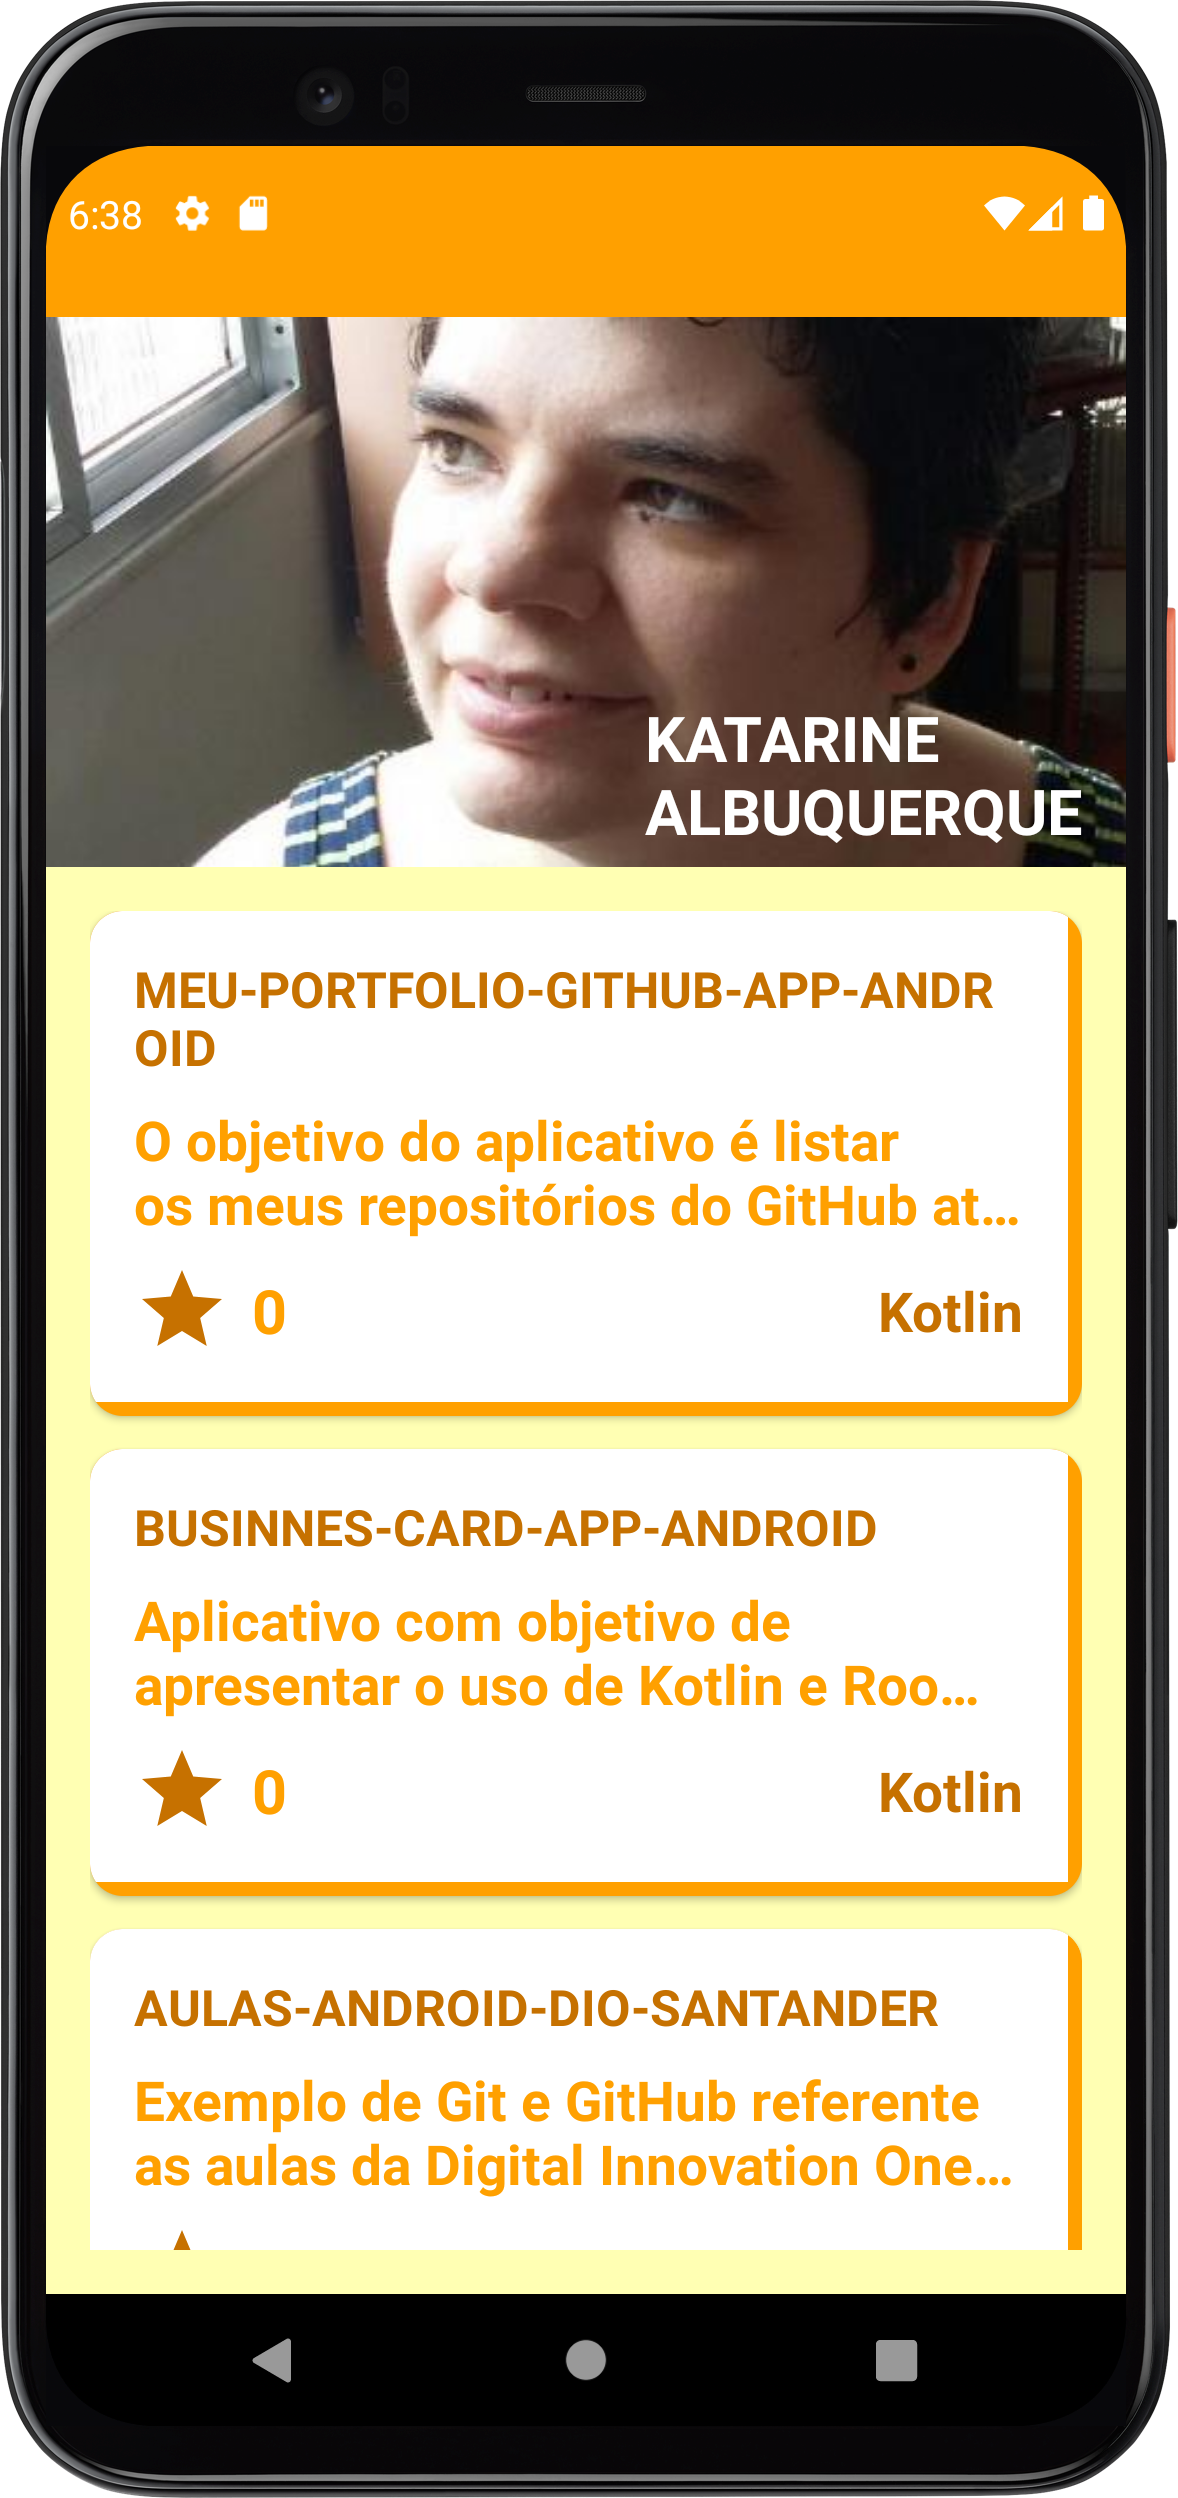 6:38
KATARINE
ALBUQUERQUE
MEU-PORTFOLIO-GITHUB-APP-ANDR
OID
O objetivo do aplicativo é listar
os meus repositórios do GitHub at...
0
Kotlin
BUSINNES-CARD-APP-ANDROID
Aplicativo com objetivo de
apresentar o uso de Kotlin e Roo...
0
Kotlin
AULAS-ANDROID-DIO-SANTANDER
Exemplo de Git e GitHub referente
as aulas da Digital Innovation One...